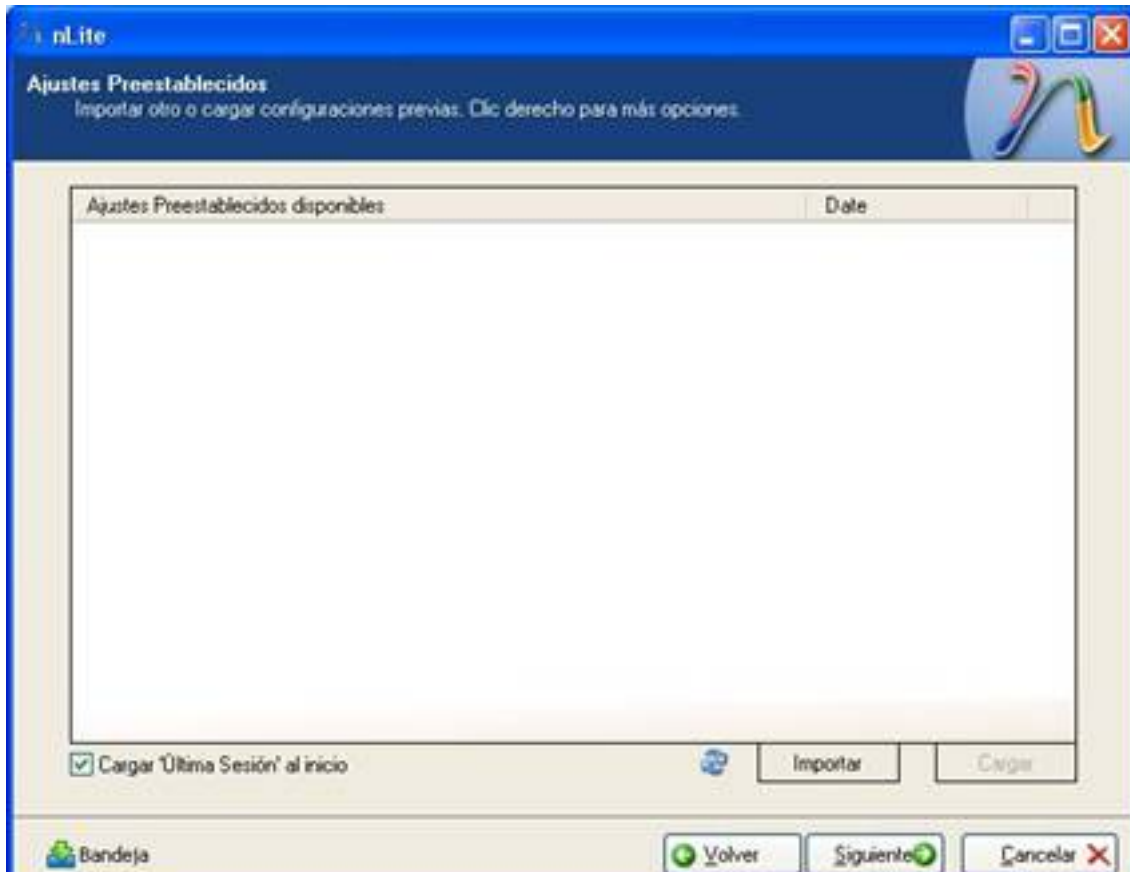 nLite
Ajustes Preestablecidos
Importar otro o cargar configuraciones previas. Clic derecho para más opciones.
Ajustes Preestablecidos disponibles Date
Cargar 'Última Sesión' al inicio Importar Cargar
Bandeja Volver Siguiente Cancelar